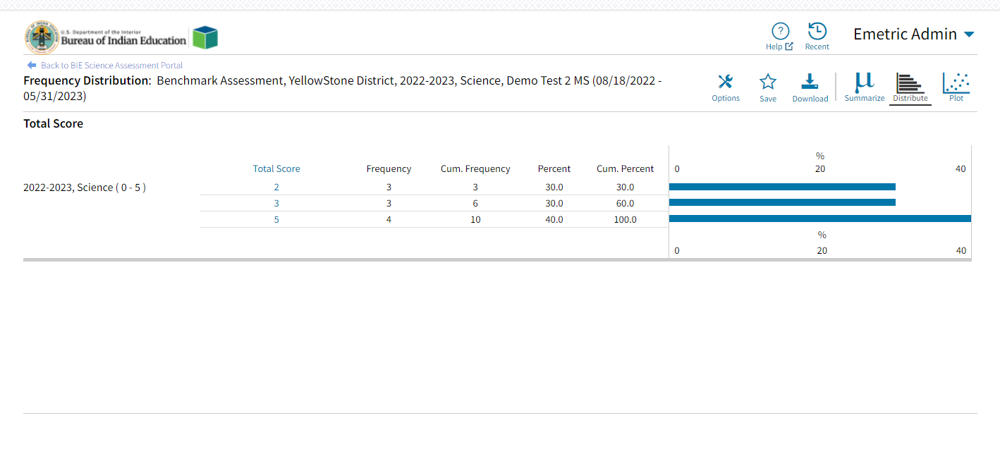 U.S. Department of the Interior
Bureau of Indian Education
Help
Recent
Emetric Admin
Back to BIE Science Assessment Portal
Frequency Distribution: Benchmark Assessment, YellowStone District, 2022-2023, Science, Demo Test 2 MS (08/18/2022 -
05/31/2023)
Options
Save
Download
µ
Summarize
Distribute
Plot
Total Score
%
Total Score Frequency Cum. Frequency Percent Cum. Percent 0 20 40
2022-2023, Science ( 0 - 5 ) 2 3 3 30.0 30.0
3 3 6 30.0 60.0
5 4 10 40.0 100.0
%
0 20 40